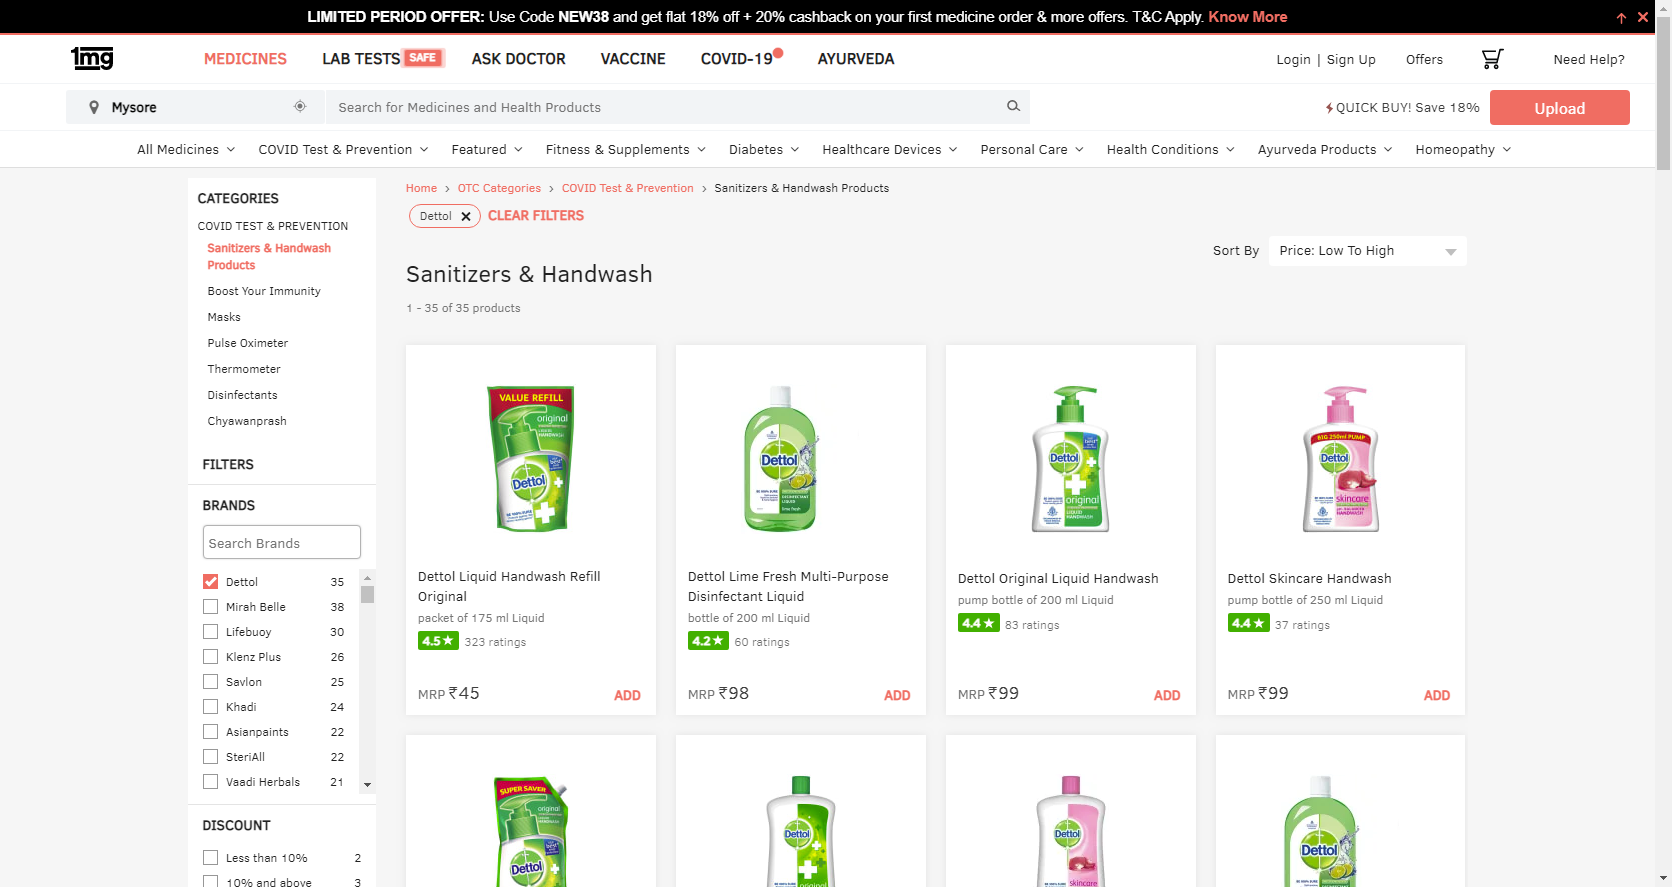 LIMITED PERIOD OFFER: Use Code NEW38 and get flat 18% off + 20% cashback on your first medicine order & more offers. T&C Apply. Know More
1mg
MEDICINES
LAB TESTS SAFE
ASK DOCTOR
VACCINE
COVID-19
AYURVEDA
Login | Sign Up
Offers
Need Help?
Mysore
Search for Medicines and Health Products
QUICK BUY! Save 18%
Upload
All Medicines
COVID Test & Prevention
Featured
Fitness & Supplements
Diabetes
Healthcare Devices
Personal Care
Health Conditions
Ayurveda Products
Homeopathy
CATEGORIES
COVID TEST & PREVENTION
Sanitizers & Handwash
Products
Boost Your Immunity
Masks
Pulse Oximeter
Thermometer
Disinfectants
Chyawanprash
FILTERS
BRANDS
Search Brands
Dettol 35
Mirah Belle 38
Lifebuoy 30
Klenz Plus 26
Savlon 25
Khadi 24
Asianpaints 22
SteriAll 22
Vaadi Herbals 21
DISCOUNT
Less than 10% 2
10% and above 3
Home > OTC Categories > COVID Test & Prevention > Sanitizers & Handwash Products
Dettol
CLEAR FILTERS
Sort By
Price: Low To High
Sanitizers & Handwash
1 - 35 of 35 products
VALUE REFILL
original
LIQUID
HANDWASH
Dettol
Dettol Liquid Handwash Refill
Original
packet of 175 ml Liquid
4.5★ 323 ratings
MRP ₹45
ADD
Dettol
DISINFECTANT
LIQUID
lime fresh
Dettol Lime Fresh Multi-Purpose
Disinfectant Liquid
bottle of 200 ml Liquid
4.2★ 60 ratings
MRP ₹98
ADD
Dettol
original
LIQUID
HANDWASH
Dettol Original Liquid Handwash
pump bottle of 200 ml Liquid
4.4★ 83 ratings
MRP ₹99
ADD
BIG 250ml PUMP
Dettol
skincare
HANDWASH
Dettol Skincare Handwash
pump bottle of 250 ml Liquid
4.4★ 37 ratings
MRP ₹99
ADD
SUPER SAVER
original
Dettol
Dettol
original
Dettol
skincare
Dettol